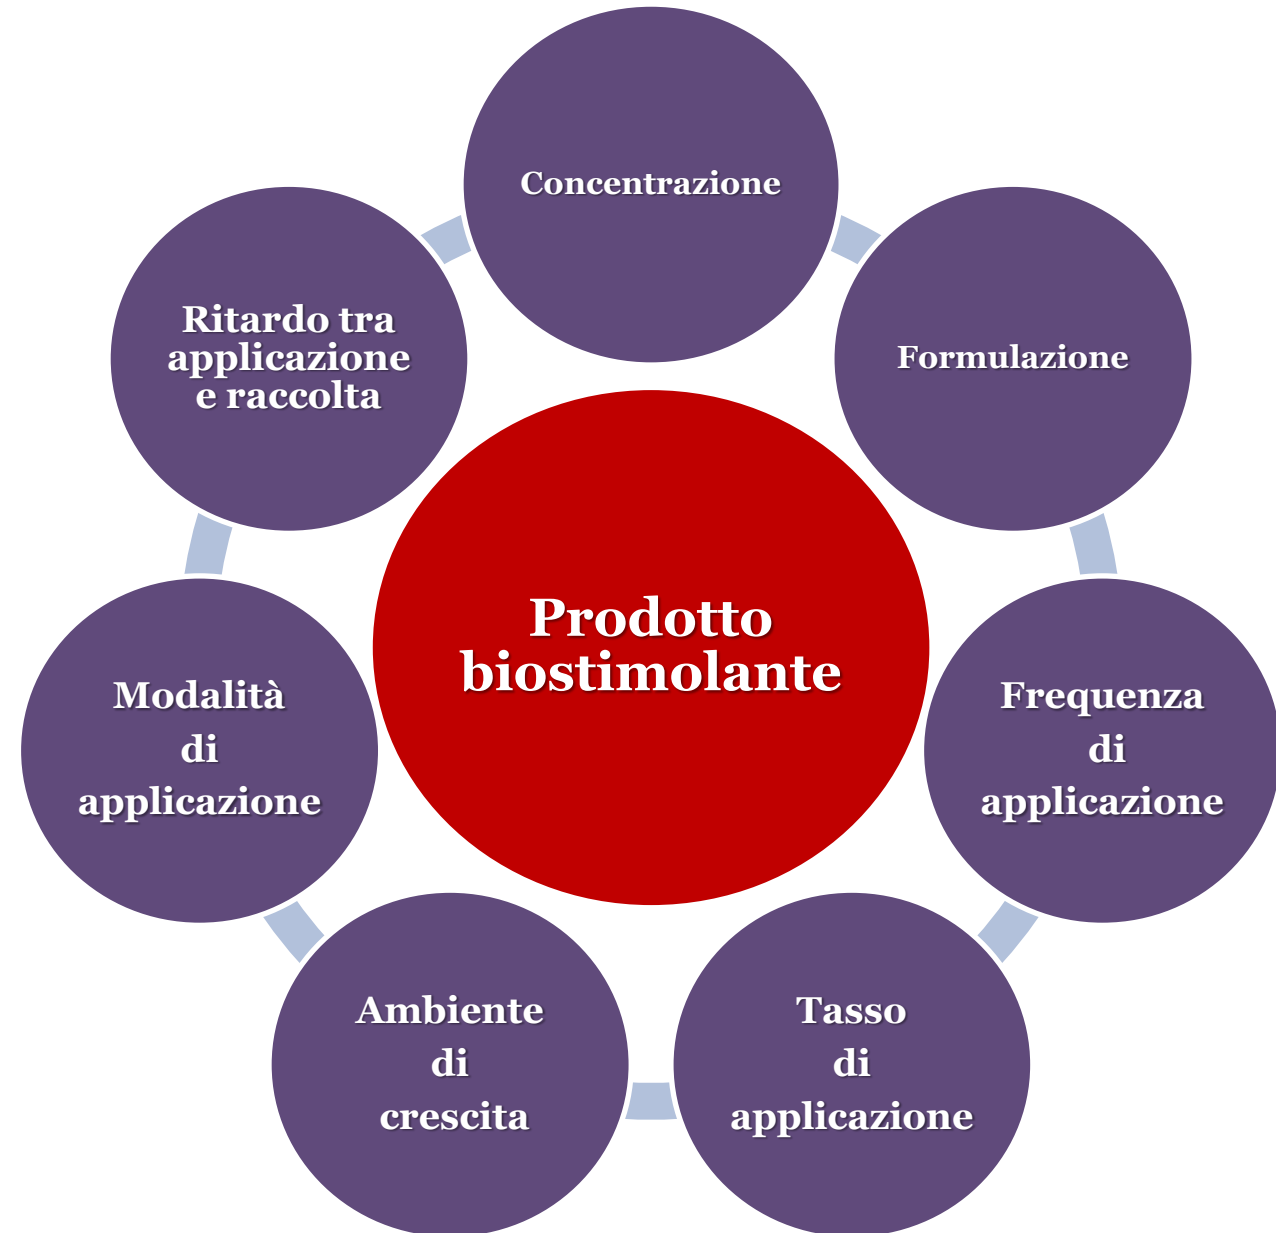 Concentrazione
Formulazione
Frequenza
di
applicazione
Tasso
di
applicazione
Ambiente
di
crescita
Modalità
di
applicazione
Ritardo tra
applicazione
e raccolta
Prodotto
biostimolante